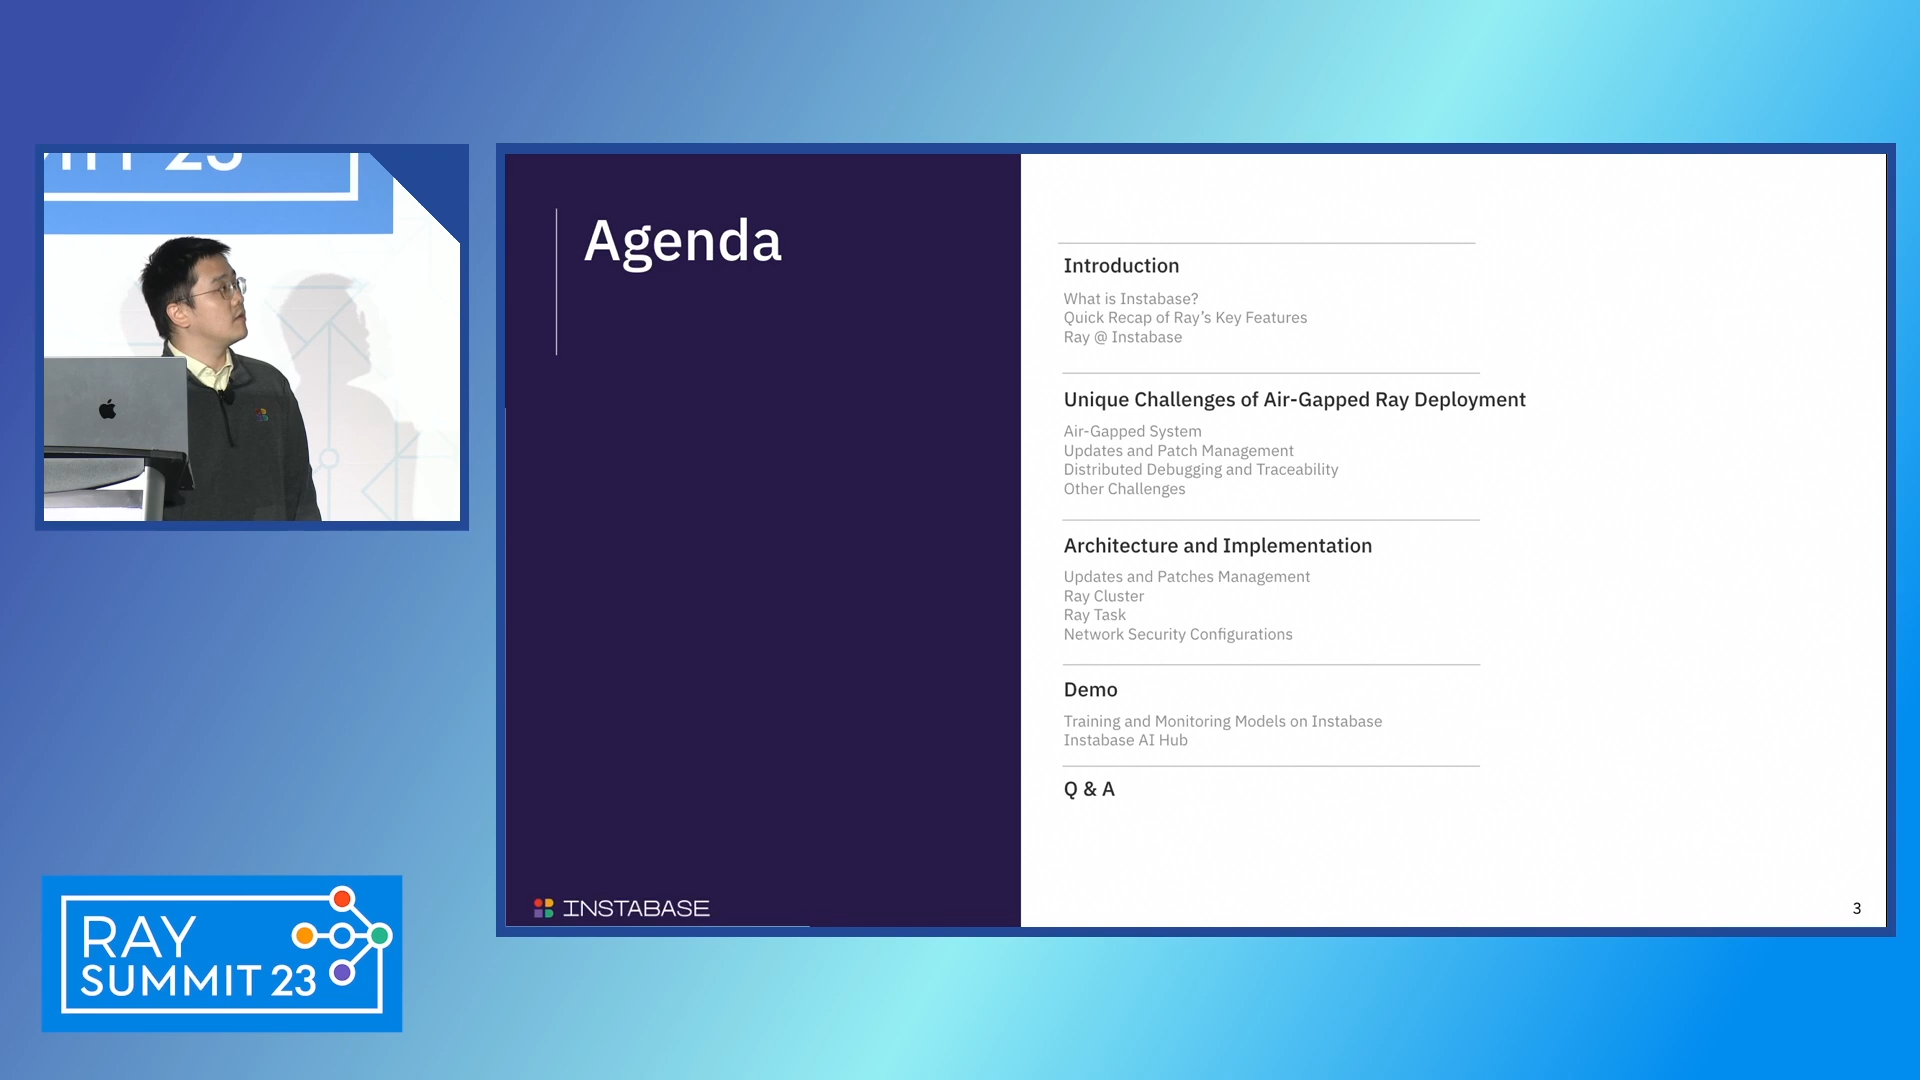 Agenda
Introduction
What is Instabase?
Quick Recap of Ray's Key Features
Ray @ Instabase
Unique Challenges of Air-Gapped Ray Deployment
Air-Gapped System
Updates and Patch Management
Distributed Debugging and Traceability
Other Challenges
Architecture and Implementation
Updates and Patches Management
Ray Cluster
Ray Task
Network Security Configurations
Demo
Training and Monitoring Models on Instabase
Instabase AI Hub
Q & A
INSTABASE
3
RAY
SUMMIT 23